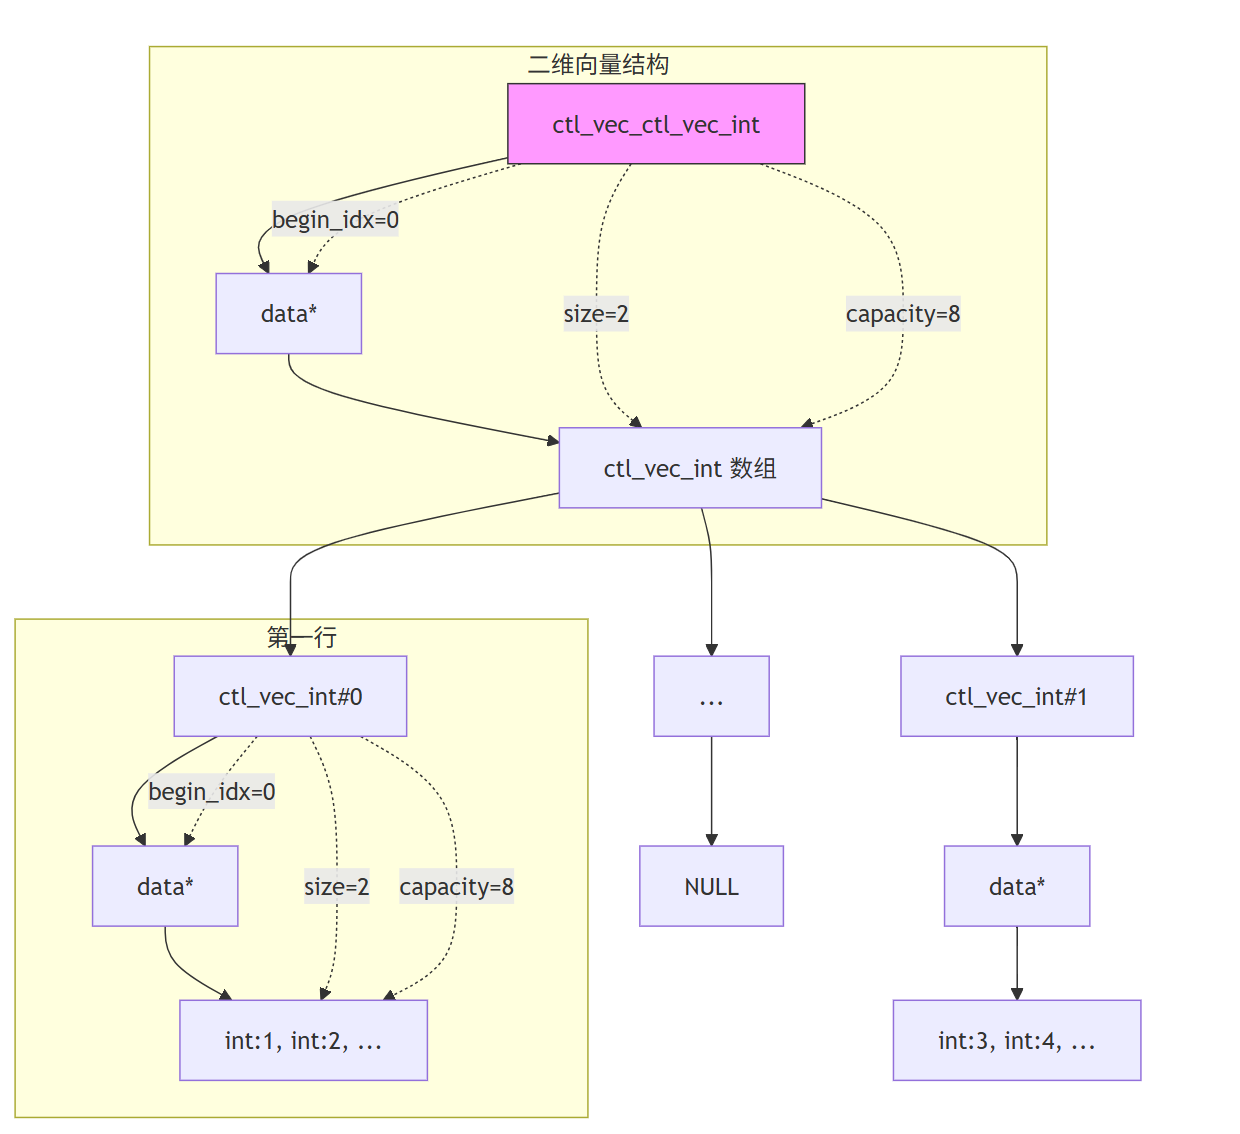 二维向量结构
ctl_vec_ctl_vec_int
begin_idx=0
data*
size=2
capacity=8
ctl_vec_int 数组
第一行
ctl_vec_int#0
...
ctl_vec_int#1
begin_idx=0
data*
size=2
capacity=8
NULL
data*
int:1, int:2, ...
int:3, int:4, ...